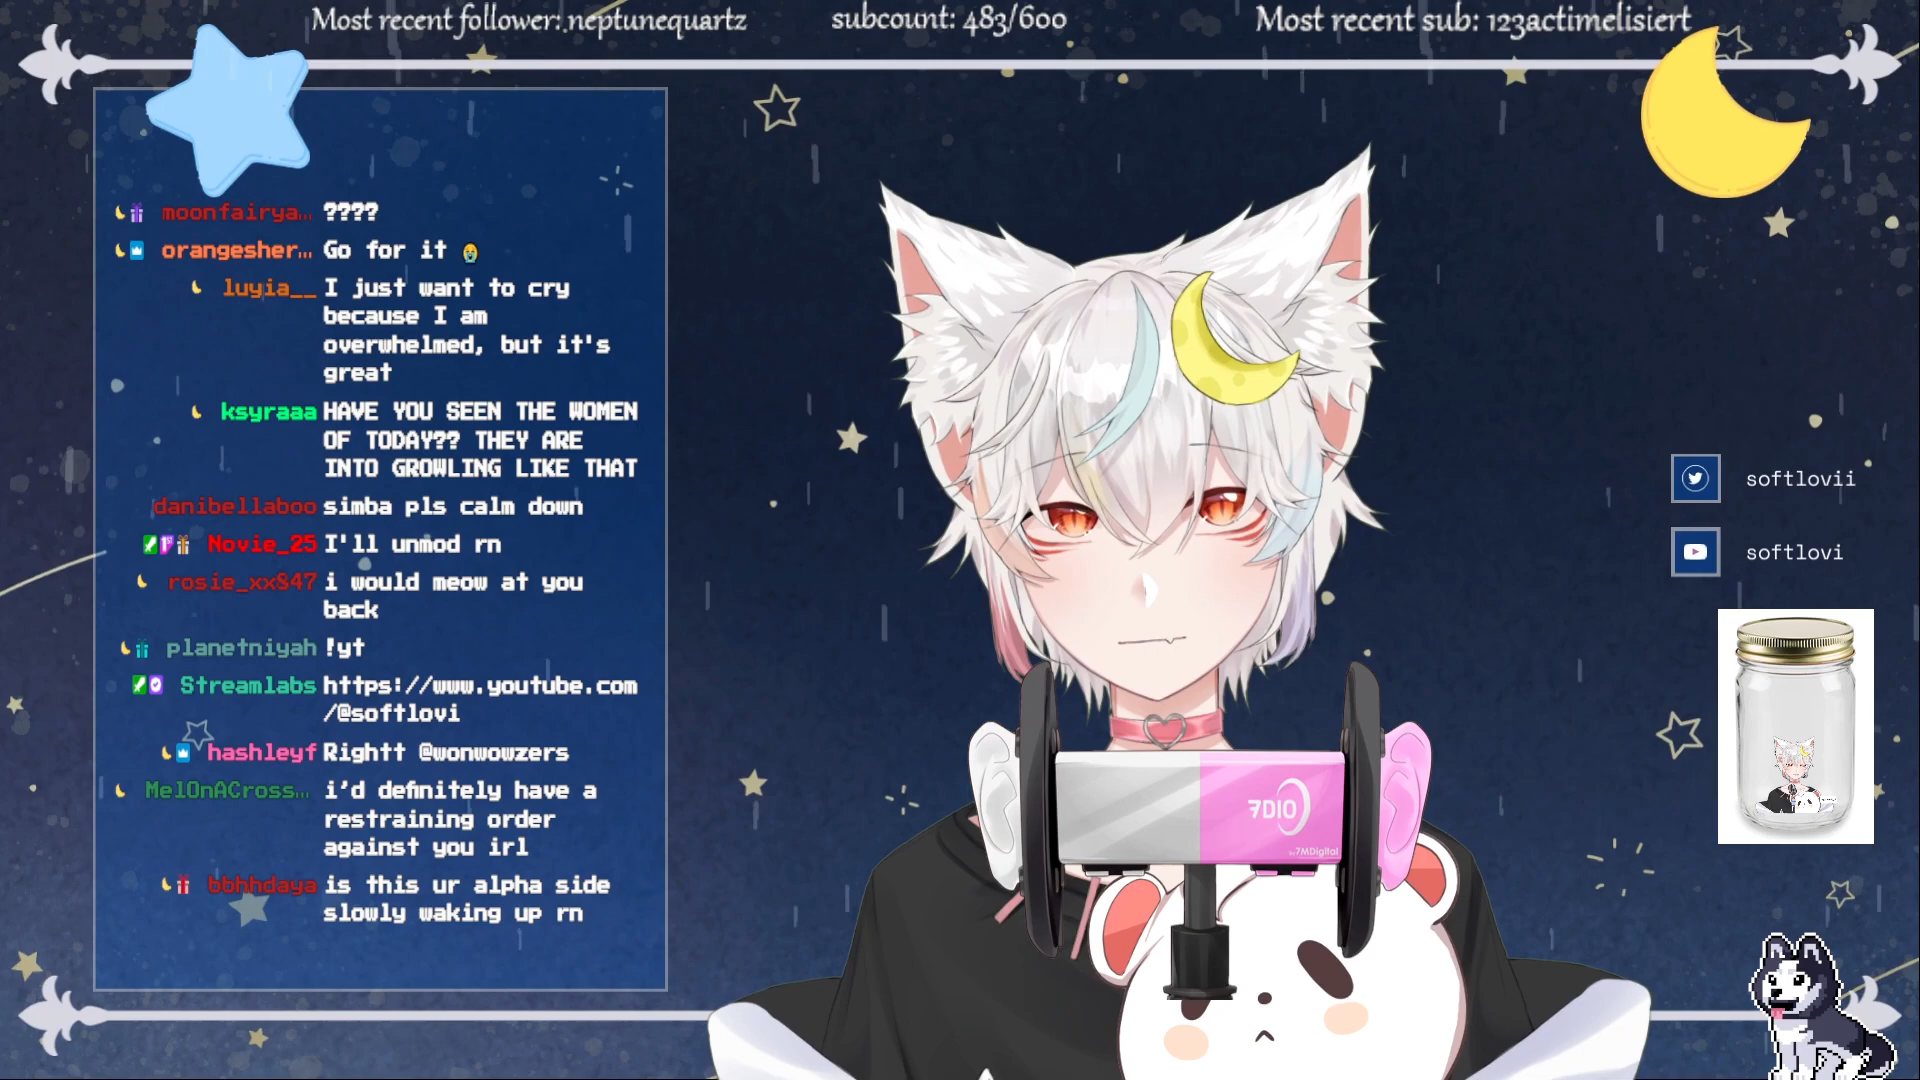 Most recent follower: neptunequartz
subcount: 483/600
Most recent sub: 123actimelisiert
moonfairya... ????
orangesher... Go for it 😭
luyia__ I just want to cry
because I am
overwhelmed, but it's
great
ksyraaa HAVE YOU SEEN THE WOMEN
OF TODAY?? THEY ARE
INTO GROWLING LIKE THAT
danibellaboo simba pls calm down
Novie_25 I'll unmod rn
rosie_xx847 i would meow at you
back
planetniyah !yt
Streamlabs https://www.youtube.com
/@softlovi
hashleyf Rightt @wonwowzers
MelOnACross... i'd definitely have a
restraining order
against you irl
bbhhdaya is this ur alpha side
slowly waking up rn
softlovii
softlovi
7DIO
by 7MDigital